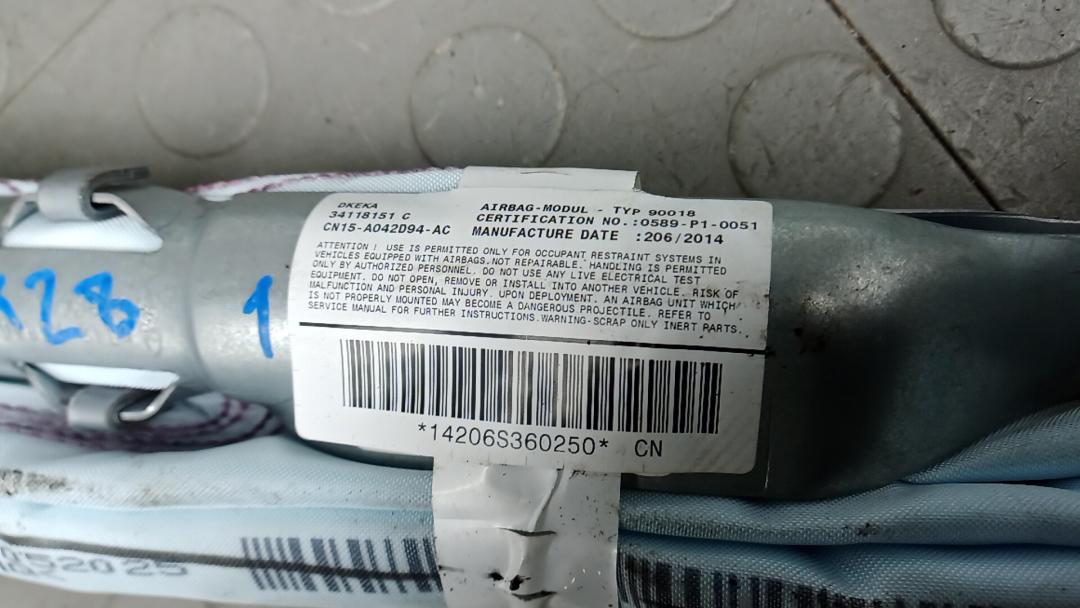 DKEKA
34118151 C
CN15-A042D94-AC
AIRBAG-MODUL - TYP 90018
CERTIFICATION NO.:0589-P1-0051
MANUFACTURE DATE :206/2014
ATTENTION! USE IS PERMITTED ONLY FOR OCCUPANT RESTRAINT SYSTEMS IN
VEHICLES EQUIPPED WITH AIRBAGS.NOT REPAIRABLE. HANDLING IS PERMITTED
ONLY BY AUTHORIZED PERSONNEL. DO NOT USE ANY LIVE ELECTRICAL TEST
EQUIPMENT. DO NOT OPEN, REMOVE OR INSTALL INTO ANOTHER VEHICLE. RISK OF
MALFUNCTION AND PERSONAL INJURY. UPON DEPLOYMENT. AN AIRBAG UNIT WHICH
IS NOT PROPERLY MOUNTED MAY BECOME A DANGEROUS PROJECTILE. REFER TO
SERVICE MANUAL FOR FURTHER INSTRUCTIONS.WARNING-SCRAP ONLY INERT PARTS.
*14206S360250* CN
28 1
52025